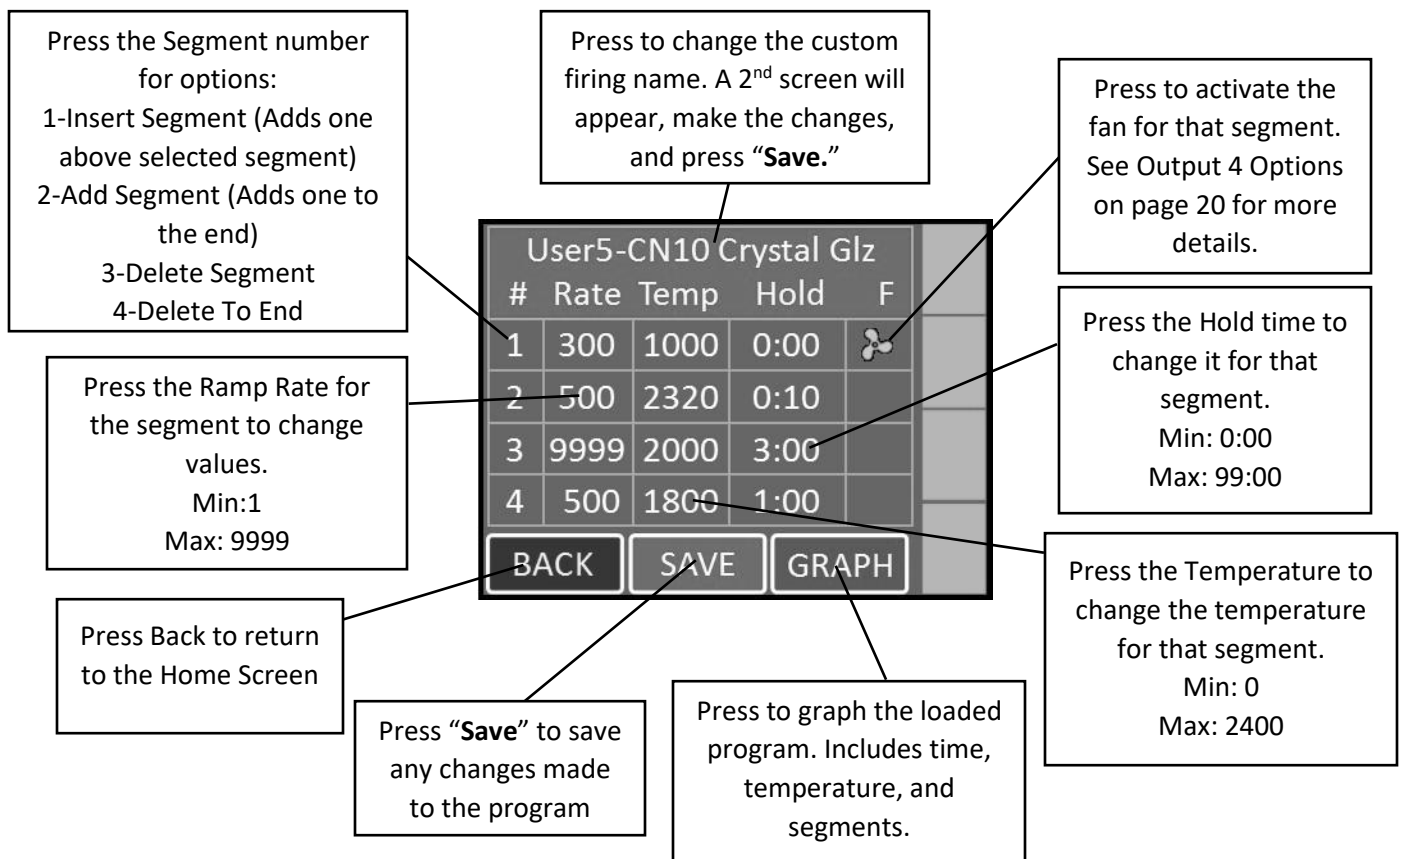 Press the Segment number
for options:
1-Insert Segment (Adds one
above selected segment)
2-Add Segment (Adds one to
the end)
3-Delete Segment
4-Delete To End
Press to change the custom
firing name. A 2nd screen will
appear, make the changes,
and press “Save.”
Press to activate the
fan for that segment.
See Output 4 Options
on page 20 for more
details.
User5-CN10 Crystal Glz
# Rate Temp Hold F
1 300 1000 0:00
2 500 2320 0:10
3 9999 2000 3:00
4 500 1800 1:00
BACK SAVE GRAPH
Press the Ramp Rate for
the segment to change
values.
Min:1
Max: 9999
Press the Hold time to
change it for that
segment.
Min: 0:00
Max: 99:00
Press Back to return
to the Home Screen
Press “Save” to save
any changes made
to the program
Press to graph the loaded
program. Includes time,
temperature, and
segments.
Press the Temperature to
change the temperature
for that segment.
Min: 0
Max: 2400